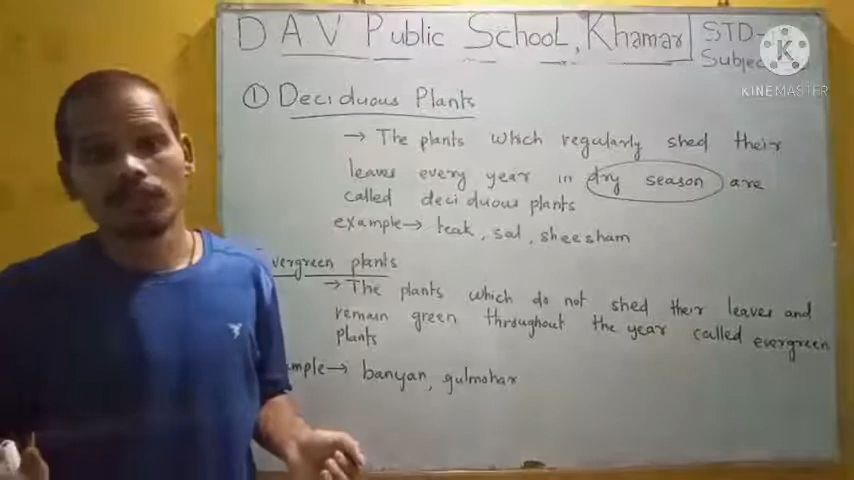 DAV Public School, Khamar
STD-
Subjec
K
KINEMASTER
① Deciduous Plants
→ The plants which regularly shed their
leaves every year in dry season are
called deciduous plants
example → teak, sal, sheesham
vergreen plants
→ The plants which do not shed their leaves and
remain green throughout the year called evergreen
plants
ample → banyan, gulmohar